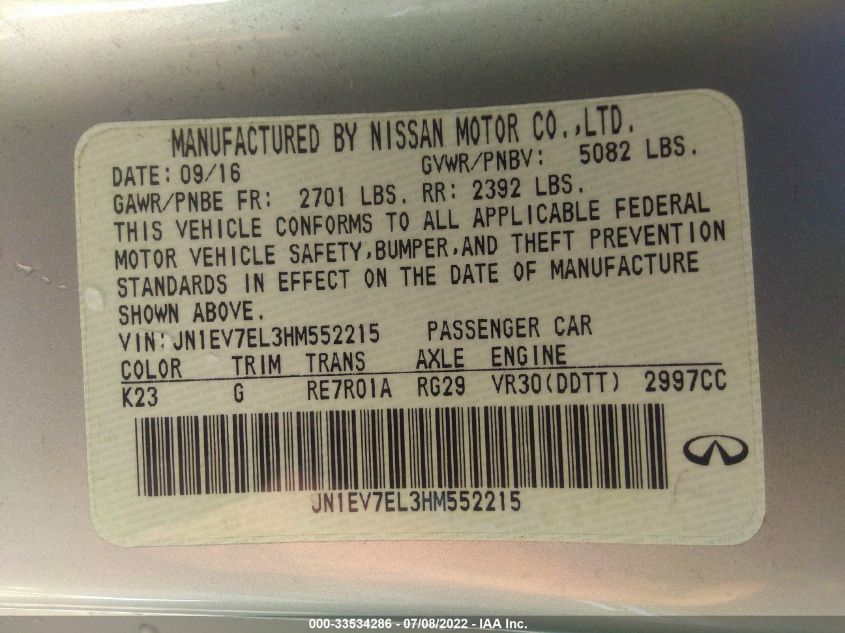 MANUFACTURED BY NISSAN MOTOR CO.,LTD.
DATE: 09/16 GVWR/PNBV: 5082 LBS.
GAWR/PNBE FR: 2701 LBS. RR: 2392 LBS.
THIS VEHICLE CONFORMS TO ALL APPLICABLE FEDERAL
MOTOR VEHICLE SAFETY,BUMPER,AND THEFT PREVENTION
STANDARDS IN EFFECT ON THE DATE OF MANUFACTURE
SHOWN ABOVE.
VIN:JN1EV7EL3HM552215 PASSENGER CAR
COLOR TRIM TRANS AXLE ENGINE
K23 G RE7R01A RG29 VR30(DDTT) 2997CC
JN1EV7EL3HM552215
000-33534286 - 07/08/2022 - IAA Inc.